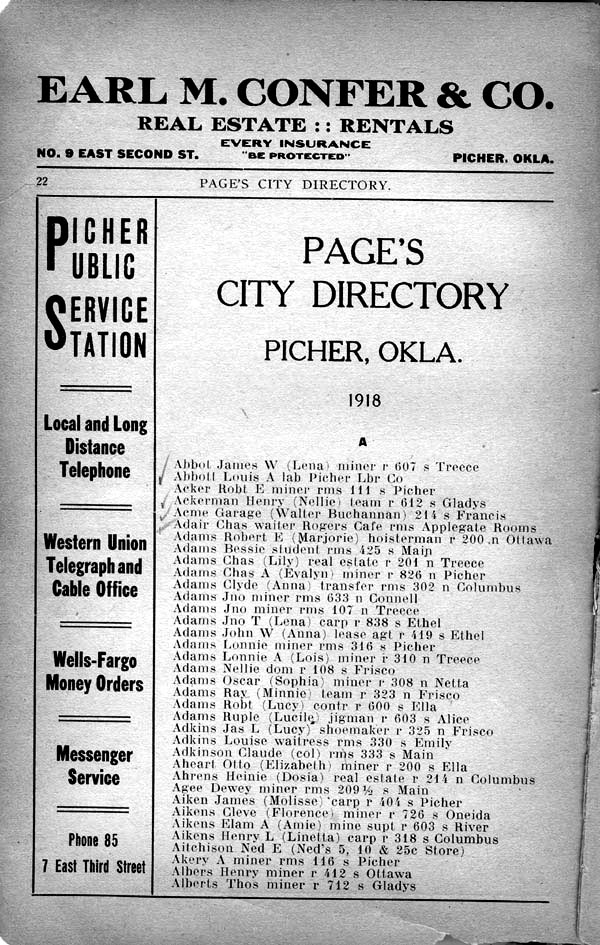 EARL M. CONFER & CO.
REAL ESTATE :: RENTALS
EVERY INSURANCE
NO. 9 EAST SECOND ST. "BE PROTECTED" PICHER, OKLA.
22 PAGE'S CITY DIRECTORY.
PICHER
PUBLIC
SERVICE
STATION
Local and Long
Distance
Telephone
Western Union
Telegraph and
Cable Office
Wells-Fargo
Money Orders
Messenger
Service
Phone 85
7 East Third Street
PAGE'S
CITY DIRECTORY
PICHER, OKLA.
1918
A
Abbot James W (Lena) miner r 607 s Treece
Abbott Louis A lab Picher Lbr Co
Acker Robt E miner rms 111 s Picher
Ackerman Henry (Nellie) team r 612 s Gladys
Acme Garage (Walter Buchannan) 214 s Francis
Adair Chas waiter Rogers Cafe rms Applegate Rooms
Adams Robert E (Marjorie) hoisterman r 200 .n Ottawa
Adams Bessie student rms 425 s Main
Adams Chas (Lily) real estate r 201 n Treece
Adams Chas A (Evalyn) miner r 826 n Picher
Adams Clyde (Anna) transfer rms 302 n Columbus
Adams Jno miner rms 633 n Connell
Adams Jno miner rms 107 n Treece
Adams Jno T (Lena) carp r 838 s Ethel
Adams John W (Anna) lease agt r 419 s Ethel
Adams Lonnie miner rms 316 s Picher
Adams Lonnie A (Lois) miner r 310 n Treece
Adams Nellie dom r 108 s Frisco
Adams Oscar (Sophia) miner r 308 n Netta
Adams Ray (Minnie) team r 323 n Frisco
Adams Robt (Lucy) contr r 600 s Ella
Adams Ruple (Lucile) jigman r 603 s Alice
Adkins Jas L (Lucy) shoemaker r 325 n Frisco
Adkins Louise waitress rms 330 s Emily
Adkinson Claude (col) rms 333 s Main
Aheart Otto (Elizabeth) miner r 200 s Ella
Ahrens Heinie (Dosia) real estate r 214 n Columbus
Agee Dewey miner rms 209½ s Main
Aiken James (Molisse) carp r 404 s Picher
Aikens Cleve (Florence) miner r 726 s Oneida
Aikens Elam A (Amie) mine supt r 603 s River
Aikens Henry L (Linetta) carp r 318 s Columbus
Aitchison Ned E (Ned's 5, 10 & 25c Store)
Akery A miner rms 116 s Picher
Albers Henry miner r 412 s Ottawa
Alberts Thos miner r 712 s Gladys